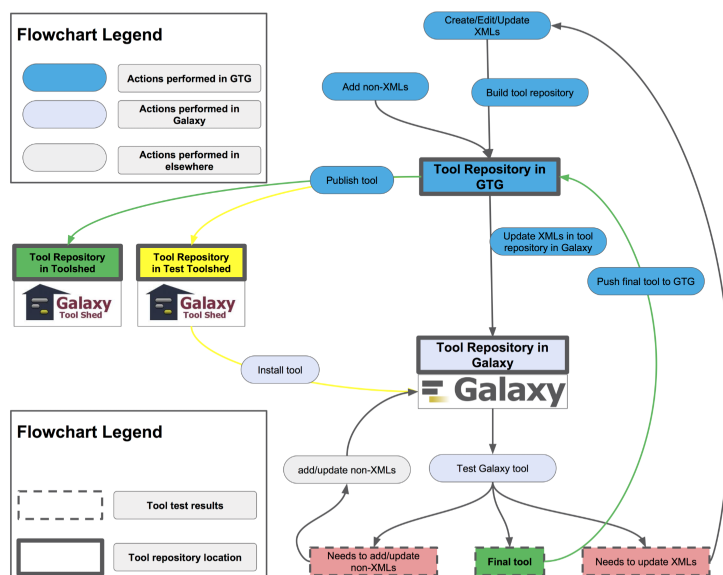 Flowchart Legend
Actions performed in GTG
Actions performed in
Galaxy
Actions performed in
elsewhere
Create/Edit/Update
XMLs
Add non-XMLs
Build tool repository
Publish tool
Tool Repository in
GTG
Update XMLs in tool
repository in Galaxy
Push final tool to GTG
Tool Repository
in Toolshed
Galaxy
Tool Shed
Tool Repository
in Test Toolshed
Galaxy
Tool Shed
Install tool
Tool Repository in
Galaxy
Galaxy
Flowchart Legend
Tool test results
Tool repository location
add/update non-XMLs
Test Galaxy tool
Needs to add/update
non-XMLs
Final tool
Needs to update XMLs